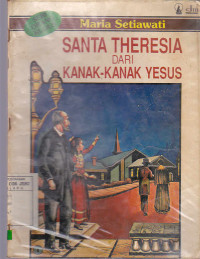 Maria Setiawati
SANTA THERESIA
DARI
KANAK-KANAK YESUS